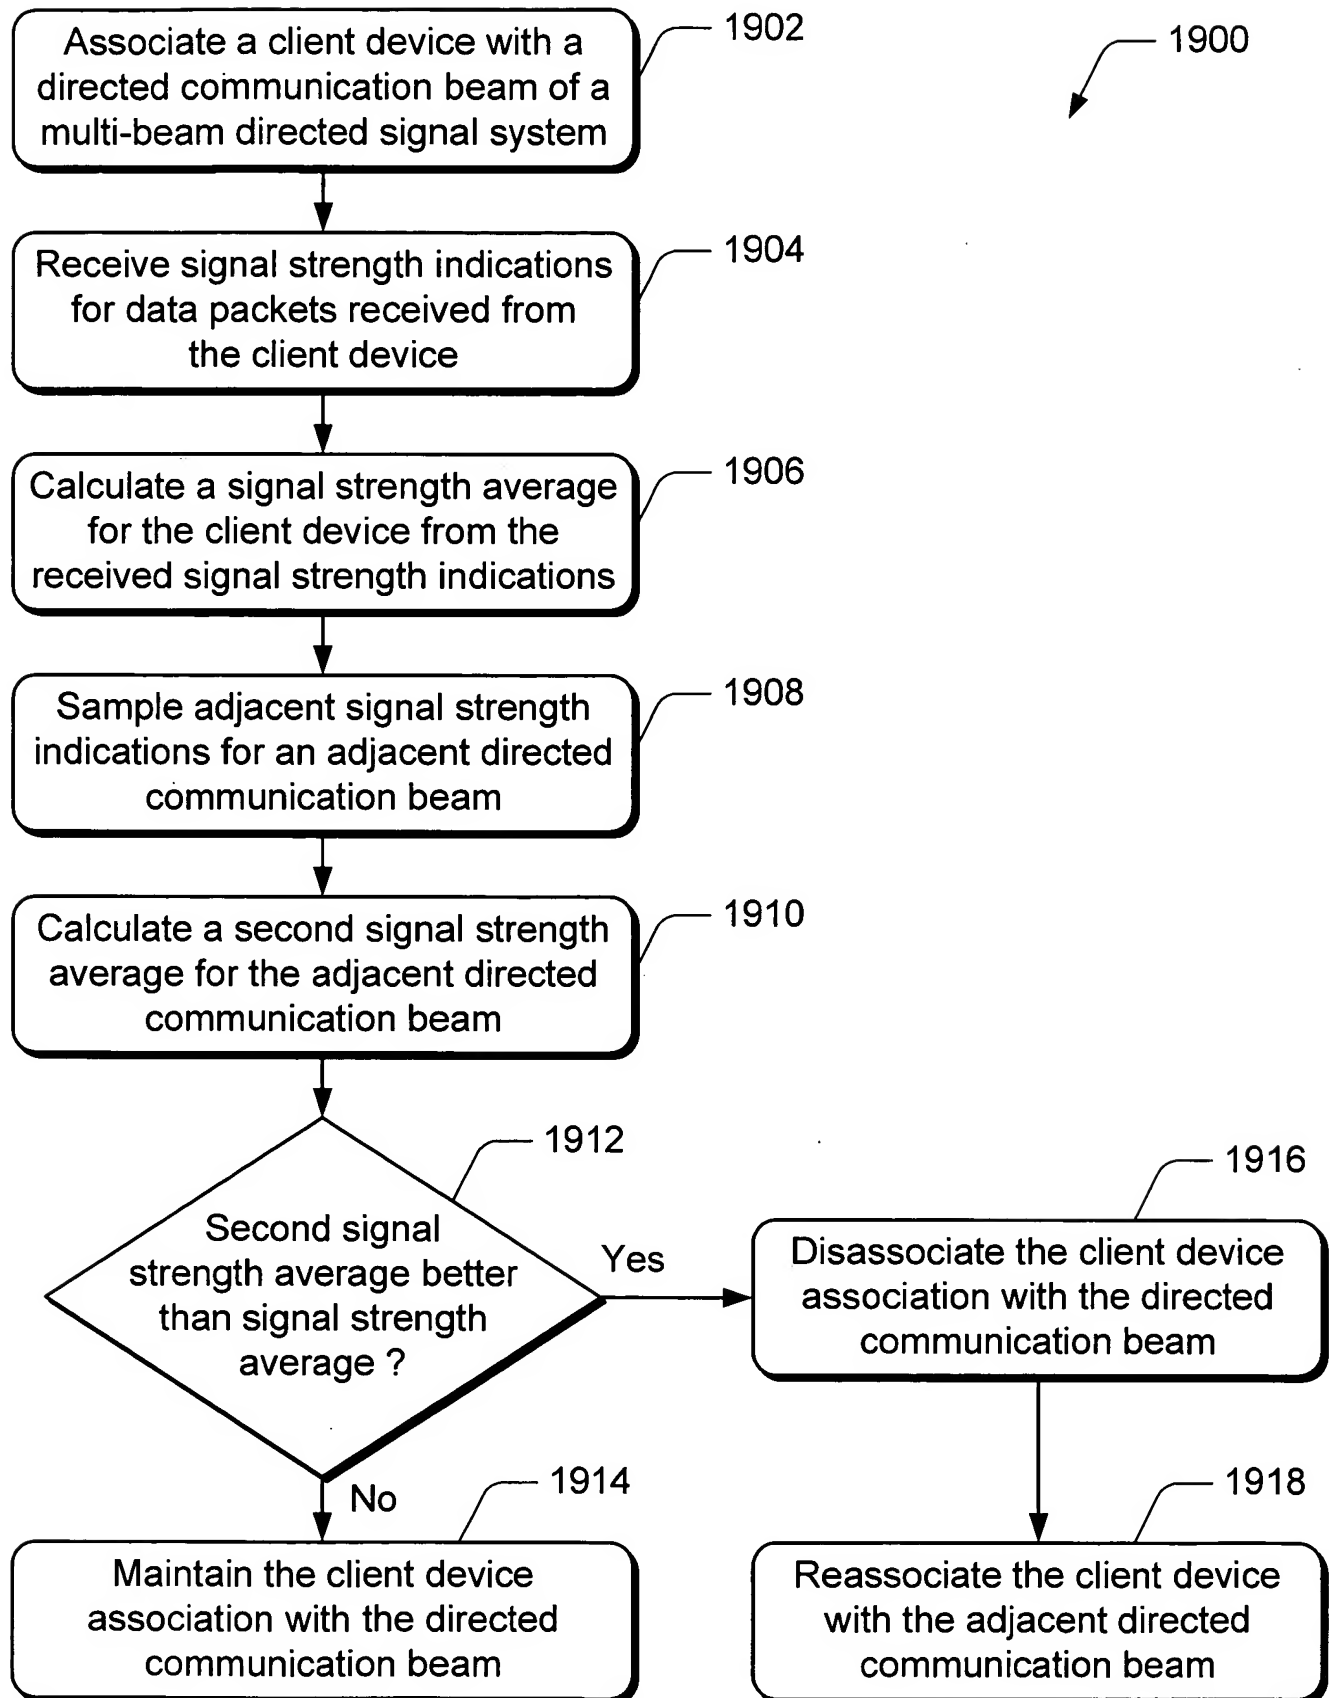 1900
1902
Associate a client device with a
directed communication beam of a
multi-beam directed signal system
1904
Receive signal strength indications
for data packets received from
the client device
1906
Calculate a signal strength average
for the client device from the
received signal strength indications
1908
Sample adjacent signal strength
indications for an adjacent directed
communication beam
1910
Calculate a second signal strength
average for the adjacent directed
communication beam
1912
Second signal
strength average better
than signal strength
average ?
Yes
No
1916
Disassociate the client device
association with the directed
communication beam
1914
Maintain the client device
association with the directed
communication beam
1918
Reassociate the client device
with the adjacent directed
communication beam